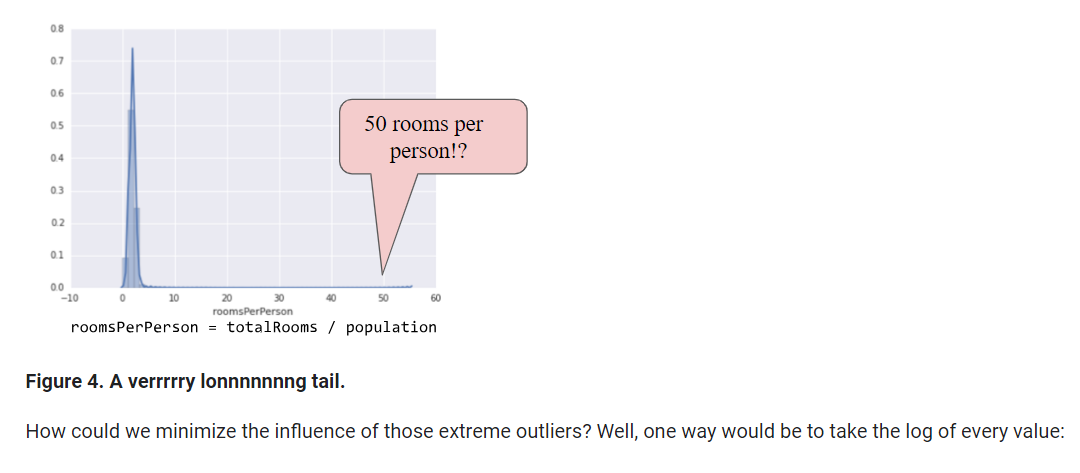 0.8
0.7
0.6
0.5
0.4
0.3
0.2
0.1
0.0
50 rooms per
person!?
-10 0 10 20 30 40 50 60
roomsPerPerson
roomsPerPerson = totalRooms / population
Figure 4. A verrrrry lonnnnnnng tail.
How could we minimize the influence of those extreme outliers? Well, one way would be to take the log of every value: